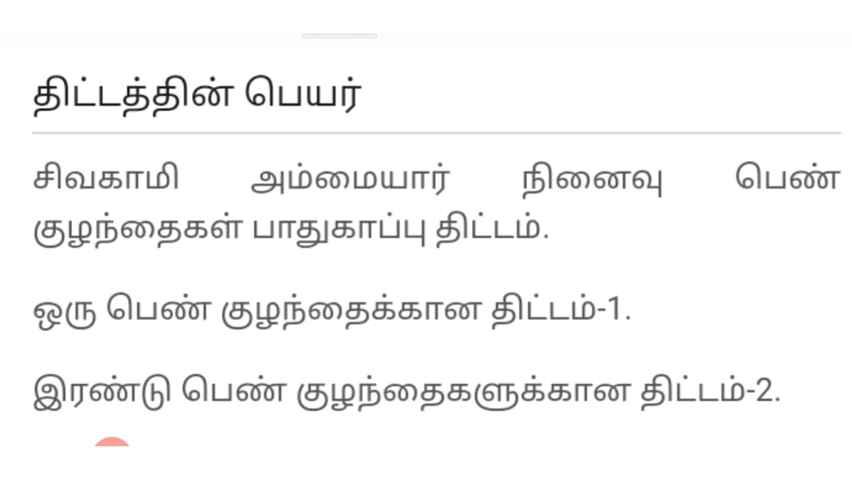 திட்டத்தின் பெயர்
சிவகாமி அம்மையார் நினைவு பெண்
குழந்தைகள் பாதுகாப்பு திட்டம்.
ஒரு பெண் குழந்தைக்கான திட்டம்-1.
இரண்டு பெண் குழந்தைகளுக்கான திட்டம்-2.